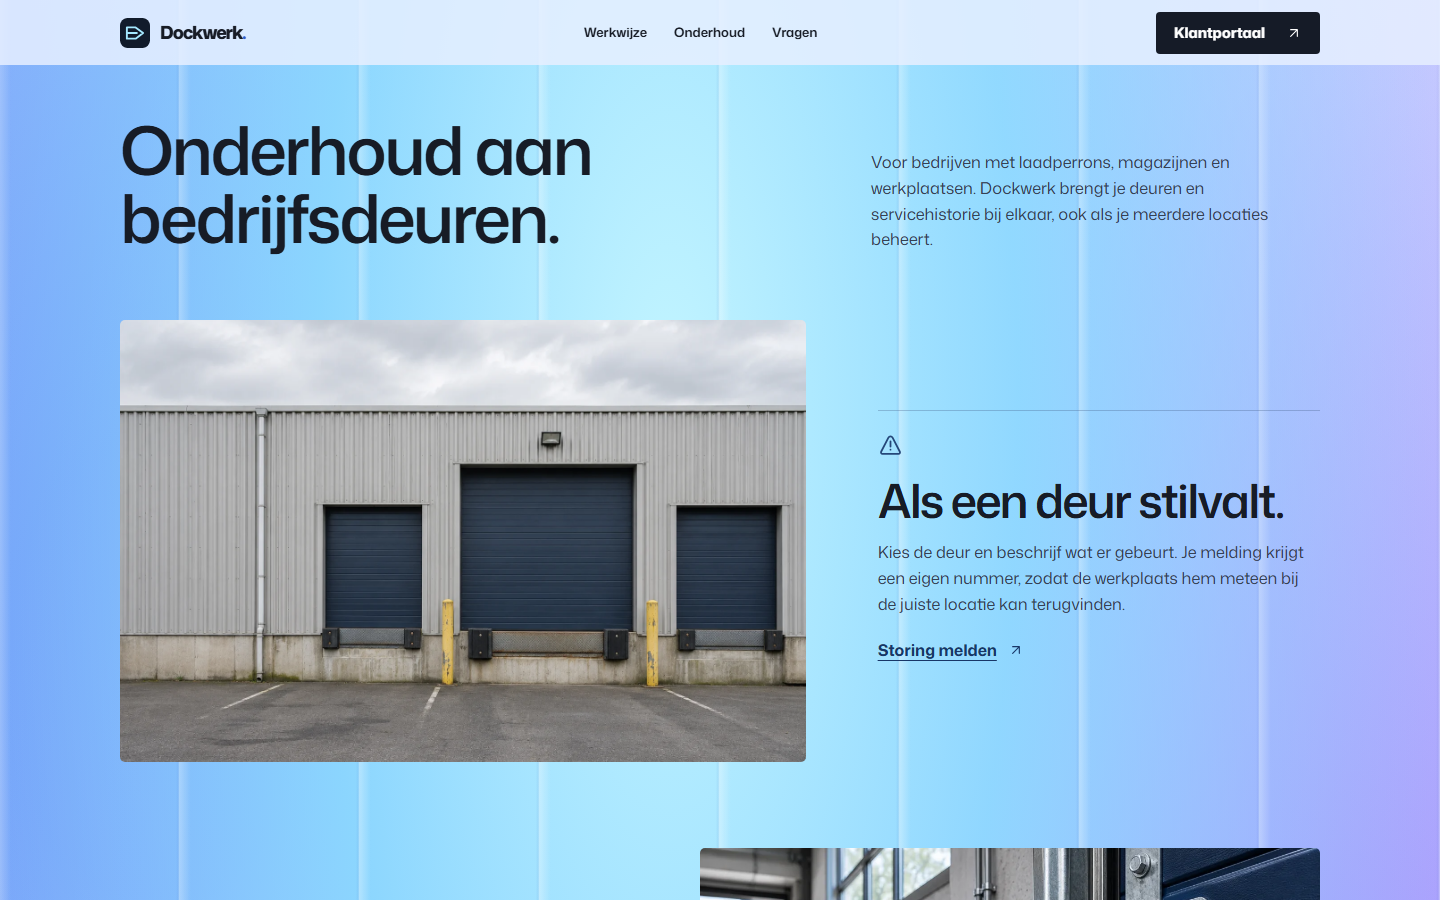 Dockwerk.
Werkwijze
Onderhoud
Vragen
Klantportaal
Onderhoud aan
bedrijfsdeuren.
Voor bedrijven met laadperrons, magazijnen en
werkplaatsen. Dockwerk brengt je deuren en
servicehistorie bij elkaar, ook als je meerdere locaties
beheert.
Als een deur stilvalt.
Kies de deur en beschrijf wat er gebeurt. Je melding krijgt
een eigen nummer, zodat de werkplaats hem meteen bij
de juiste locatie kan terugvinden.
Storing melden